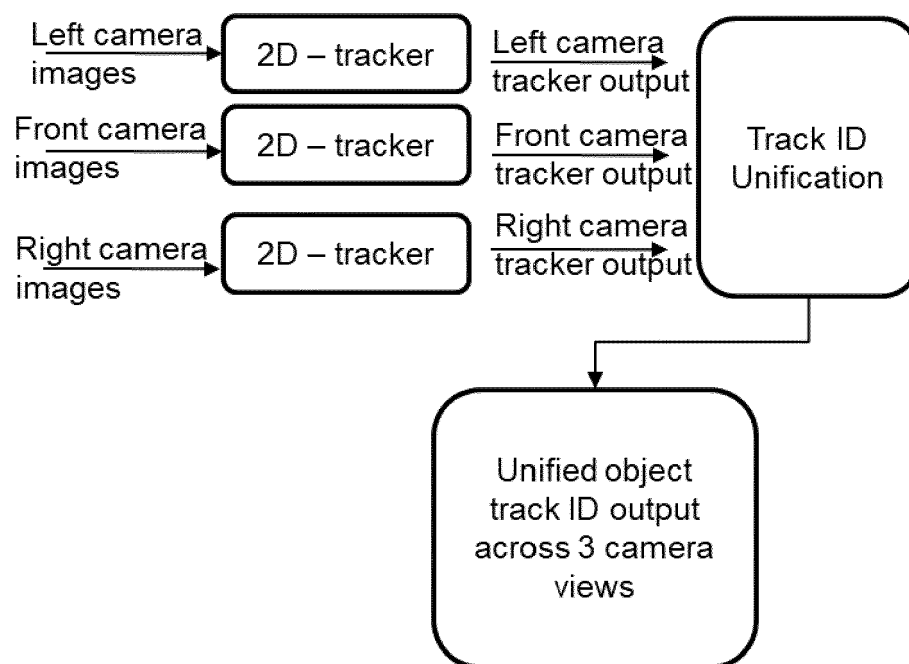 Left camera
images
2D – tracker
Left camera
tracker output
Front camera
images
2D – tracker
Front camera
tracker output
Right camera
images
2D – tracker
Right camera
tracker output
Track ID
Unification
Unified object
track ID output
across 3 camera
views